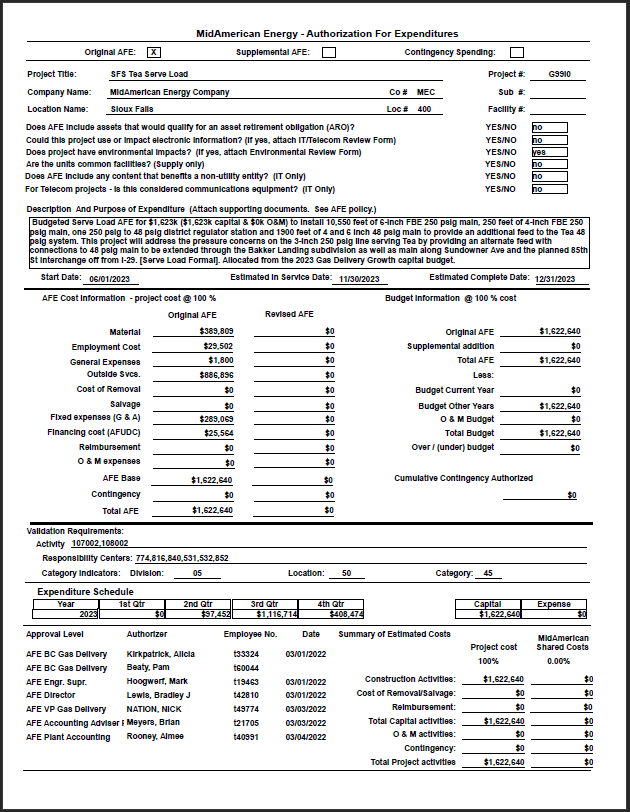 MidAmerican Energy - Authorization For Expenditures
Original AFE: X Supplemental AFE: Contingency Spending:
Project Title: SFS Tea Serve Load Project #: G99I0
Company Name: MidAmerican Energy Company Co # MEC Sub #:
Location Name: Sioux Falls Loc # 400 Facility #:
Does AFE include assets that would qualify for an asset retirement obligation (ARO)? YES/NO no
Could this project use or impact electronic information? (If yes, attach IT/Telecom Review Form) YES/NO no
Does project have environmental impacts? (If yes, attach Environmental Review Form) YES/NO yes
Are the units common facilities? (Supply only) YES/NO no
Does AFE include any content that benefits a non-utility entity? (IT Only) YES/NO no
For Telecom projects - is this considered communications equipment? (IT Only) YES/NO no
Description And Purpose of Expenditure (Attach supporting documents. See AFE policy.)
Budgeted Serve Load AFE for $1,623k ($1,623k capital & $0k O&M) to install 10,550 feet of 6-inch FBE 250 psig main, 250 feet of 4-inch FBE 250
psig main, one 250 psig to 48 psig district regulator station and 1900 feet of 4 and 6 inch 48 psig main to provide an additional feed to the Tea 48
psig system. This project will address the pressure concerns on the 3-inch 250 psig line serving Tea by providing an alternate feed with
connections to 48 psig main to be extended through the Bakker Landing subdivision as well as main along Sundowner Ave and the planned 85th
St interchange off from I-29. [Serve Load Formal]. Allocated from the 2023 Gas Delivery Growth capital budget.
Start Date: 06/01/2023 Estimated In Service Date: 11/30/2023 Estimated Complete Date: 12/31/2023
AFE Cost Information - project cost @ 100 % Budget Information @ 100 % cost
Original AFE Revised AFE
Material $389,809 $0 Original AFE $1,622,640
Employment Cost $29,502 $0 Supplemental addition $0
General Expenses $1,800 $0 Total AFE $1,622,640
Outside Svcs. $886,896 $0 Less:
Cost of Removal $0 $0 Budget Current Year $0
Salvage $0 $0 Budget Other Years $1,622,640
Fixed expenses (G & A) $289,069 $0 O & M Budget $0
Financing cost (AFUDC) $25,564 $0 Total Budget $1,622,640
Reimbursement $0 $0 Over / (under) budget $0
O & M expenses $0 $0
AFE Base $1,622,640 $0 Cumulative Contingency Authorized
Contingency $0 $0 $0
Total AFE $1,622,640 $0
Validation Requirements:
Activity 107002,108002
Responsibility Centers: 774,816,840,531,532,852
Category Indicators: Division: 05 Location: 50 Category: 45
Expenditure Schedule
Year 1st Qtr 2nd Qtr 3rd Qtr 4th Qtr Capital Expense
2023 $0 $97,452 $1,116,714 $408,474 $1,622,640 $0
Approval Level Authorizer Employee No. Date Summary of Estimated Costs Project cost MidAmerican Shared Costs
100% 0.00%
AFE BC Gas Delivery Kirkpatrick, Alicia t33324 03/01/2022
AFE BC Gas Delivery Beaty, Pam t60044
AFE Engr. Supr. Hoogwerf, Mark t19463 03/01/2022 Construction Activities: $1,622,640 $0
AFE Director Lewis, Bradley J t42810 03/01/2022 Cost of Removal/Salvage: $0 $0
AFE VP Gas Delivery NATION, NICK t49774 03/03/2022 Reimbursement: $0 $0
AFE Accounting Adviser F Meyers, Brian t21705 03/03/2022 Total Capital activities: $1,622,640 $0
AFE Plant Accounting Rooney, Aimee t40991 03/04/2022 O & M activities: $0 $0
Contingency: $0 $0
Total Project activities $1,622,640 $0